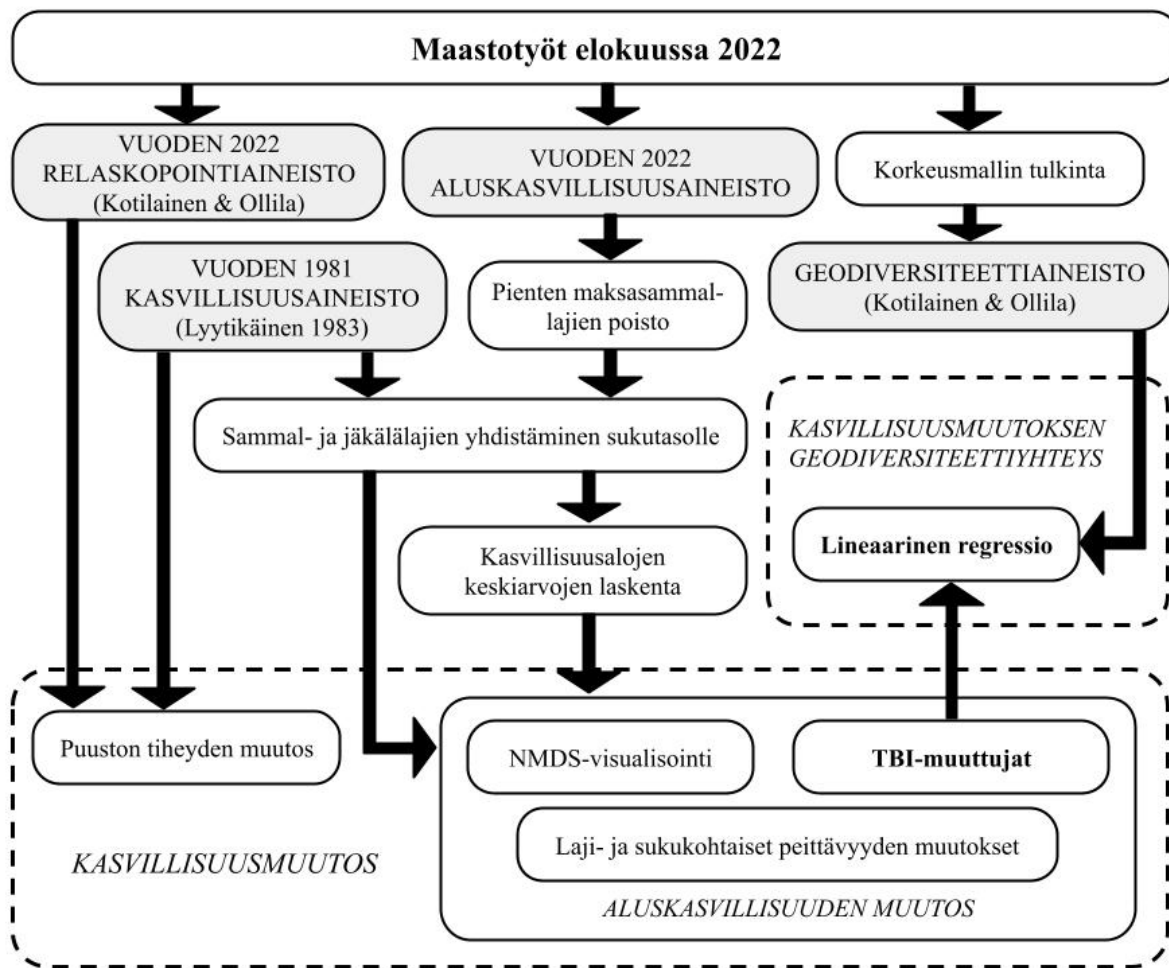 Maastotyöt elokuussa 2022
VUODEN 2022
RELASKOPOINTIAINEISTO
(Kotilainen & Ollila)
VUODEN 2022
ALUSKASVILLISUUSAINEISTO
Korkeusmallin tulkinta
VUODEN 1981
KASVILLISUUSAINEISTO
(Lyytikäinen 1983)
Pienten maksasammal-
lajien poisto
GEODIVERSITEETTIAINEISTO
(Kotilainen & Ollila)
Sammal- ja jäkälälajien yhdistäminen sukutasolle
KASVILLISUUSMUUTOKSEN
GEODIVERSITEETTIYHTEYS
Kasvillisuusalojen
keskiarvojen laskenta
Lineaarinen regressio
Puuston tiheyden muutos
NMDS-visualisointi
TBI-muuttujat
Laji- ja sukukohtaiset peittävyyden muutokset
KASVILLISUUSMUUTOS
ALUSKASVILLISUUDEN MUUTOS